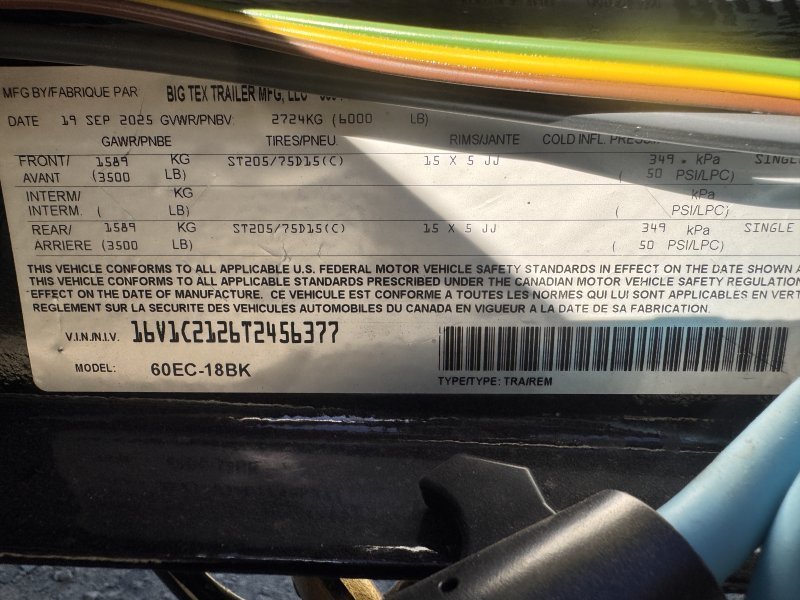 MFG BY/FABRIQUE PAR BIG TEX TRAILER MFG, LLC
DATE 19 SEP 2025 GVWR/PNBV: 2724KG (6000 LB)
GAWR/PNBE TIRES/PNEU. RIMS/JANTE COLD INFL.
FRONT/ 1589 KG ST205/75D15(C) 15 X 5 JJ 349 kPa SINGLE
AVANT (3500 LB) ( 50 PSI/LPC)
INTERM/ KG kPa
INTERM. ( LB) ( PSI/LPC)
REAR/ 1589 KG ST205/75D15(C) 15 X 5 JJ 349 kPa SINGLE
ARRIERE (3500 LB) ( 50 PSI/LPC)
THIS VEHICLE CONFORMS TO ALL APPLICABLE U.S. FEDERAL MOTOR VEHICLE SAFETY STANDARDS IN EFFECT ON THE DATE SHOWN
THIS VEHICLE CONFORMS TO ALL APPLICABLE STANDARDS PRESCRIBED UNDER THE CANADIAN MOTOR VEHICLE SAFETY REGULATION
EFFECT ON THE DATE OF MANUFACTURE. CE VEHICULE EST CONFORME A TOUTES LES NORMES QUI LUI SONT APPLICABLES EN VERT
REGLEMENT SUR LA SECURITE DES VEHICULES AUTOMOBILES DU CANADA EN VIGUEUR A LA DATE DE SA FABRICATION.
V.I.N./N.I.V. 16V1C2126T2456377
MODEL: 60EC-18BK
TYPE/TYPE: TRA/REM